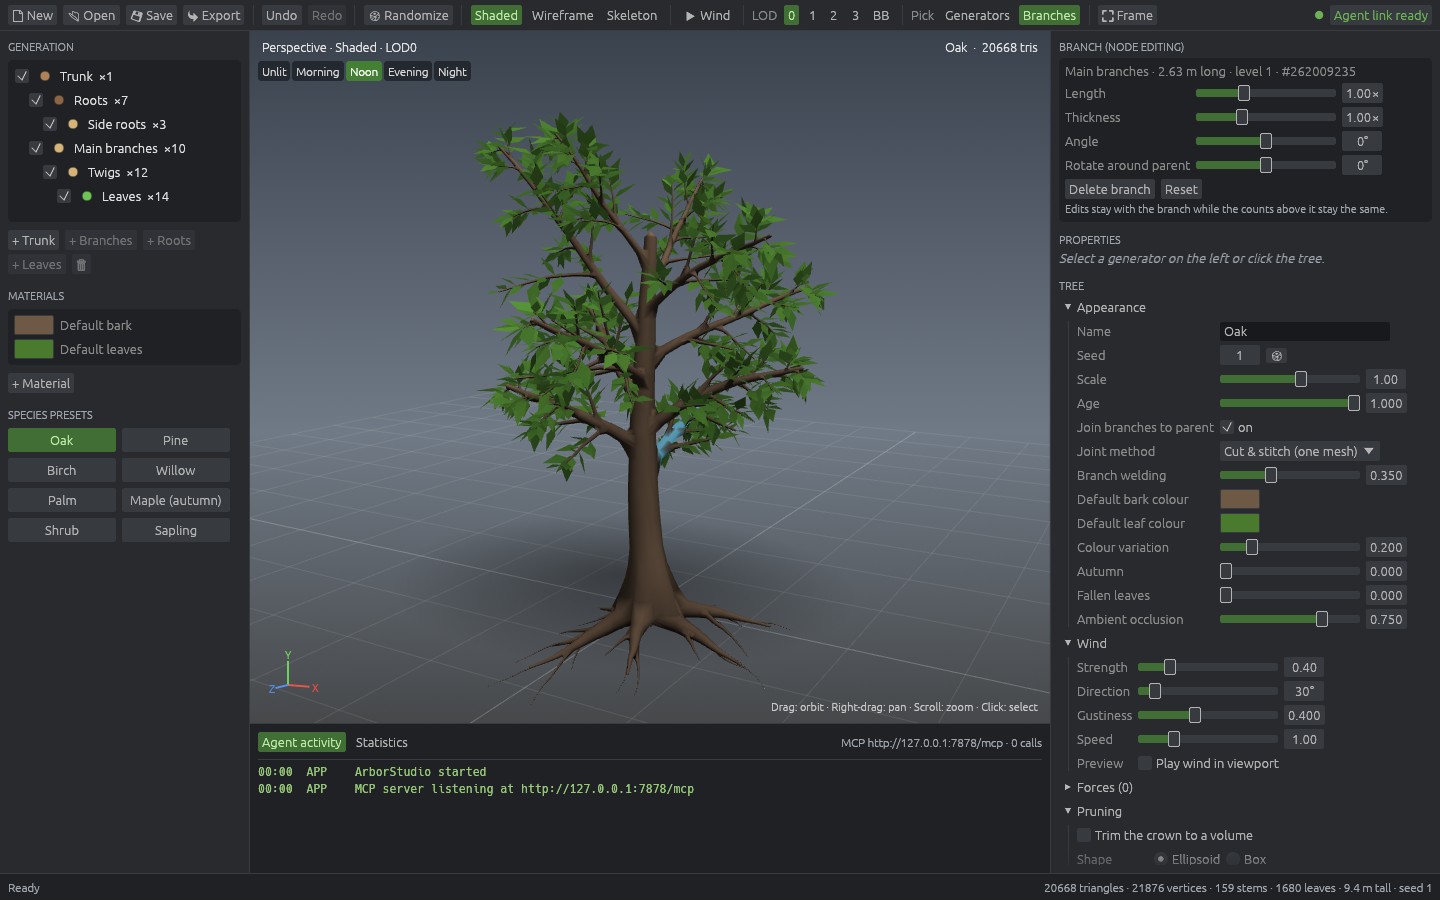 New Open Save Export Undo Redo Randomize Shaded Wireframe Skeleton Wind LOD 0 1 2 3 BB Pick Generators Branches Frame Agent link ready
GENERATION
Trunk ×1
Roots ×7
Side roots ×3
Main branches ×10
Twigs ×12
Leaves ×14
+ Trunk + Branches + Roots
+ Leaves
MATERIALS
Default bark
Default leaves
+ Material
SPECIES PRESETS
Oak Pine
Birch Willow
Palm Maple (autumn)
Shrub Sapling
Perspective · Shaded · LOD0
Oak · 20668 tris
Unlit Morning Noon Evening Night
Y
Z X
Drag: orbit · Right-drag: pan · Scroll: zoom · Click: select
Agent activity Statistics
MCP http://127.0.0.1:7878/mcp · 0 calls
00:00 APP ArborStudio started
00:00 APP MCP server listening at http://127.0.0.1:7878/mcp
BRANCH (NODE EDITING)
Main branches · 2.63 m long · level 1 · #262009235
Length 1.00×
Thickness 1.00×
Angle 0°
Rotate around parent 0°
Delete branch Reset
Edits stay with the branch while the counts above it stay the same.
PROPERTIES
Select a generator on the left or click the tree.
TREE
Appearance
Name Oak
Seed 1
Scale 1.00
Age 1.000
Join branches to parent on
Joint method Cut & stitch (one mesh)
Branch welding 0.350
Default bark colour
Default leaf colour
Colour variation 0.200
Autumn 0.000
Fallen leaves 0.000
Ambient occlusion 0.750
Wind
Strength 0.40
Direction 30°
Gustiness 0.400
Speed 1.00
Preview Play wind in viewport
Forces (0)
Pruning
Trim the crown to a volume
Shape Ellipsoid Box
Ready
20668 triangles · 21876 vertices · 159 stems · 1680 leaves · 9.4 m tall · seed 1